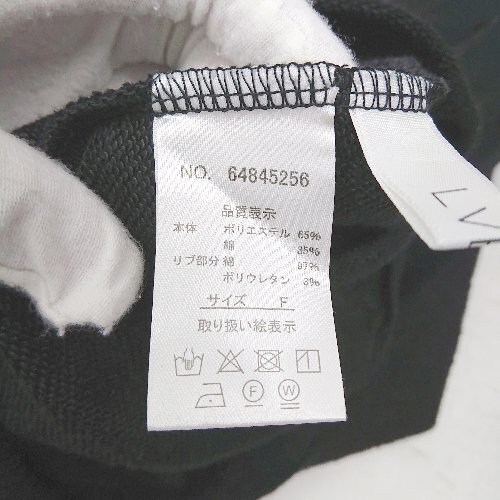 NO. 64845256
品質表示
本体 ポリエステル 65%
綿 35%
リブ部分 綿 97%
ポリウレタン 3%
サイズ F
取り扱い絵表示
F W
LV